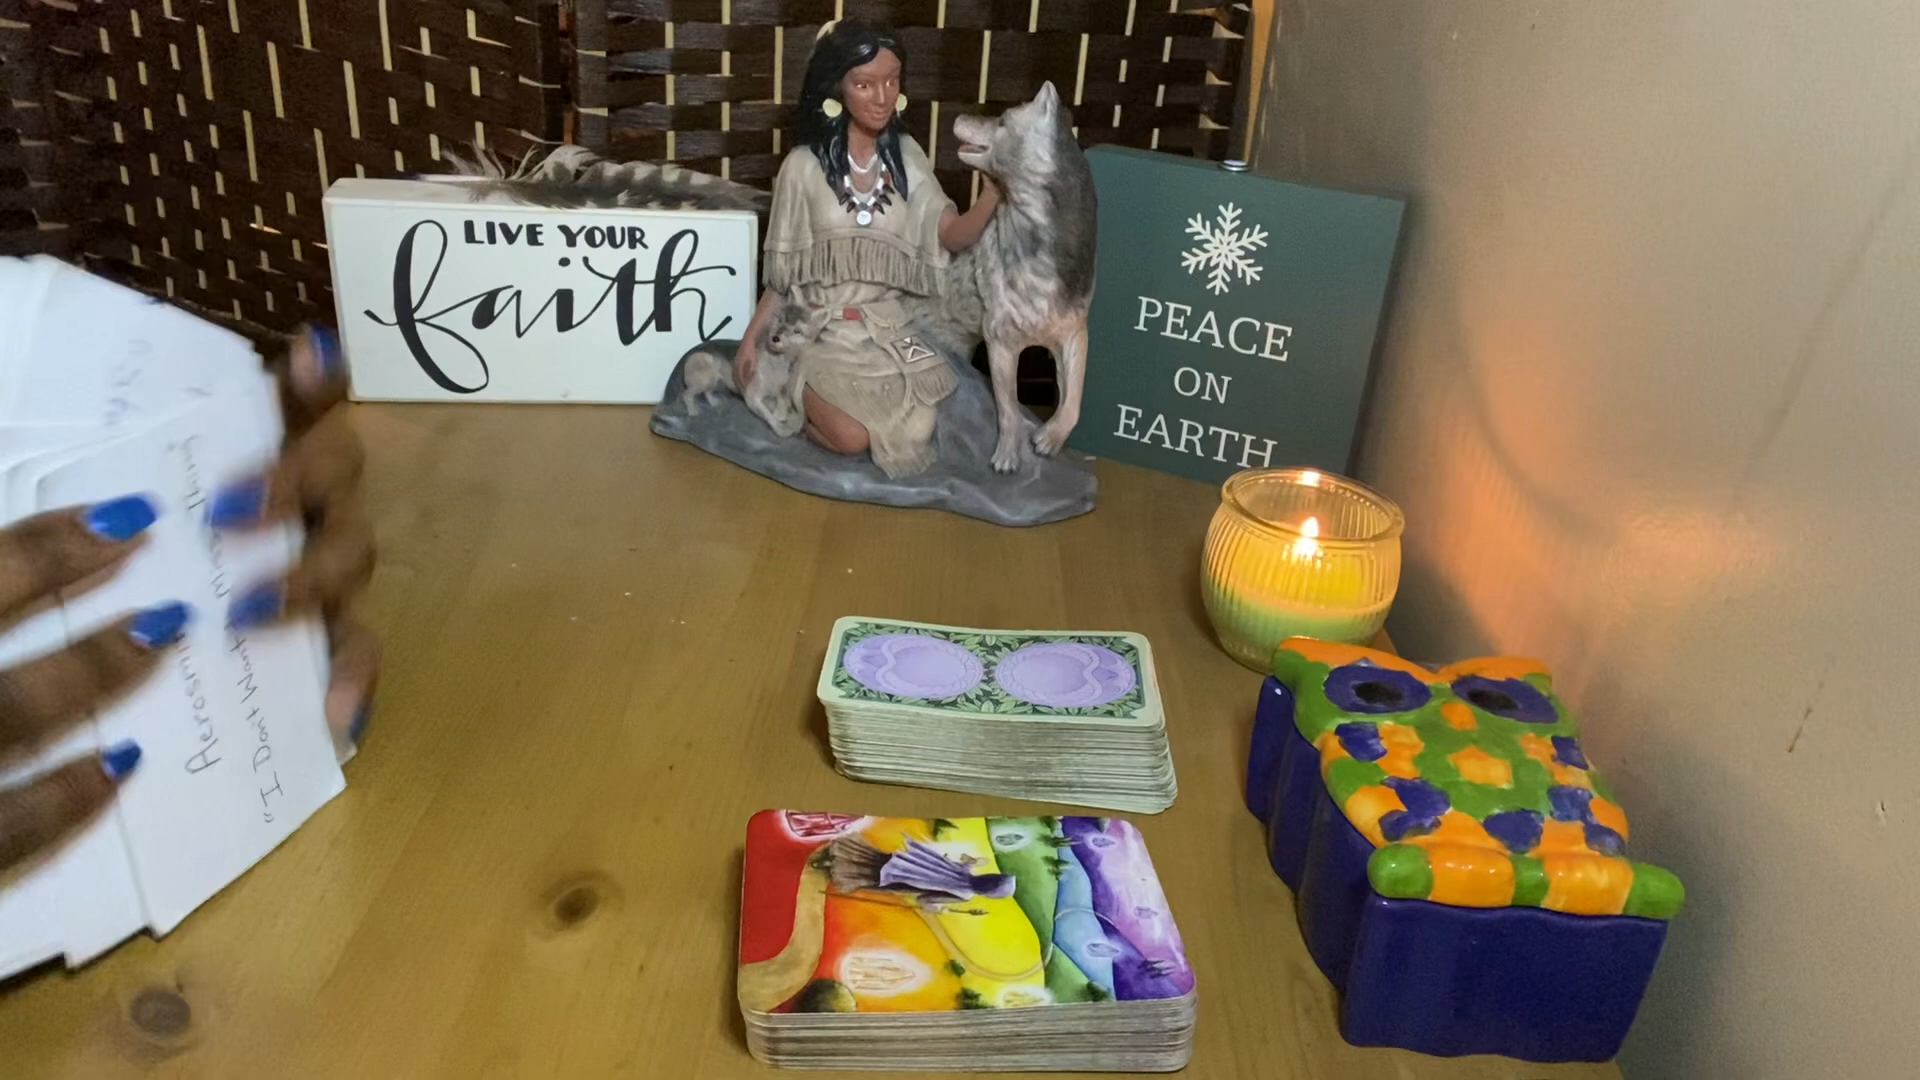 LIVE YOUR
faith
PEACE
ON
EARTH
Aerosmith
"I Don't Want